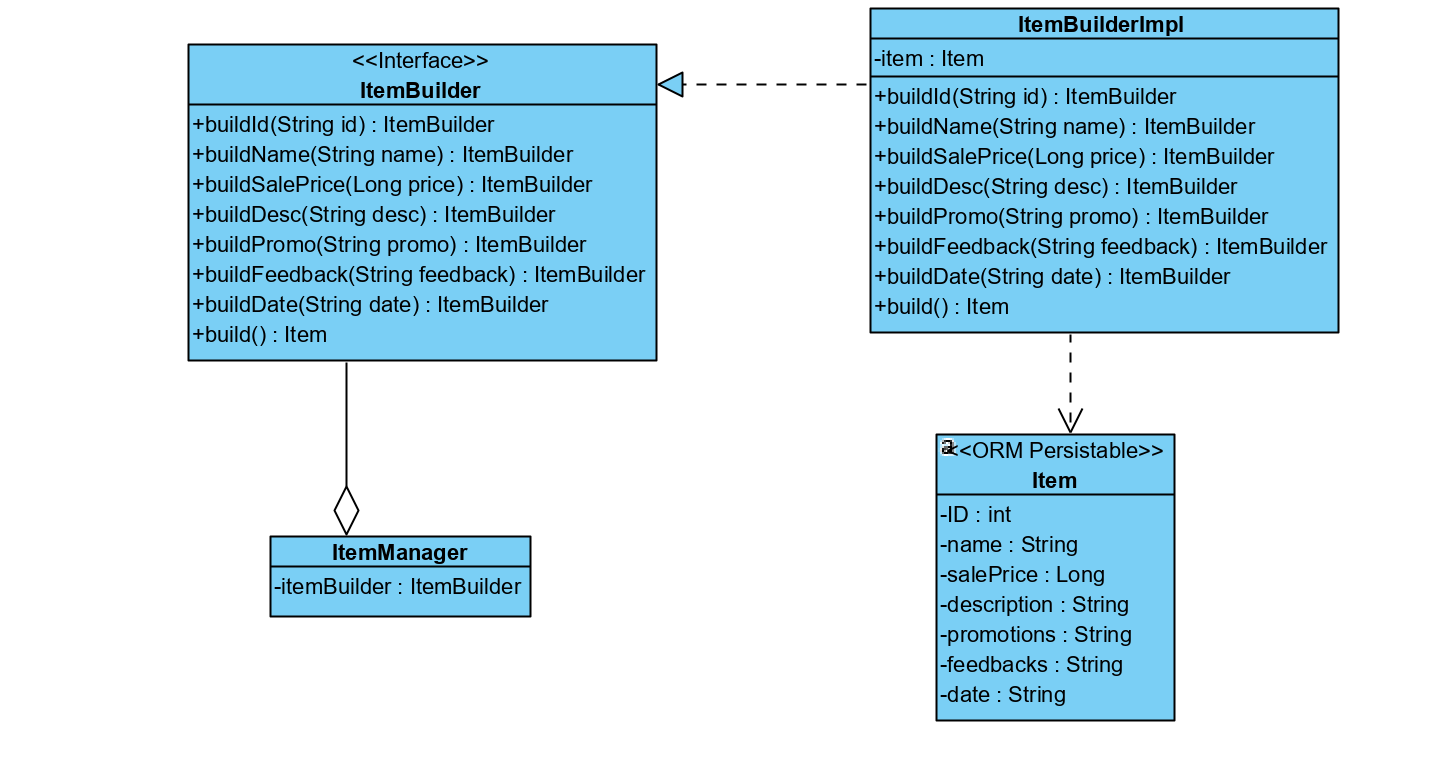 <<Interface>>
ItemBuilder
+buildId(String id) : ItemBuilder
+buildName(String name) : ItemBuilder
+buildSalePrice(Long price) : ItemBuilder
+buildDesc(String desc) : ItemBuilder
+buildPromo(String promo) : ItemBuilder
+buildFeedback(String feedback) : ItemBuilder
+buildDate(String date) : ItemBuilder
+build() : Item
ItemBuilderImpl
-item : Item
+buildId(String id) : ItemBuilder
+buildName(String name) : ItemBuilder
+buildSalePrice(Long price) : ItemBuilder
+buildDesc(String desc) : ItemBuilder
+buildPromo(String promo) : ItemBuilder
+buildFeedback(String feedback) : ItemBuilder
+buildDate(String date) : ItemBuilder
+build() : Item
ItemManager
-itemBuilder : ItemBuilder
<<ORM Persistable>>
Item
-ID : int
-name : String
-salePrice : Long
-description : String
-promotions : String
-feedbacks : String
-date : String